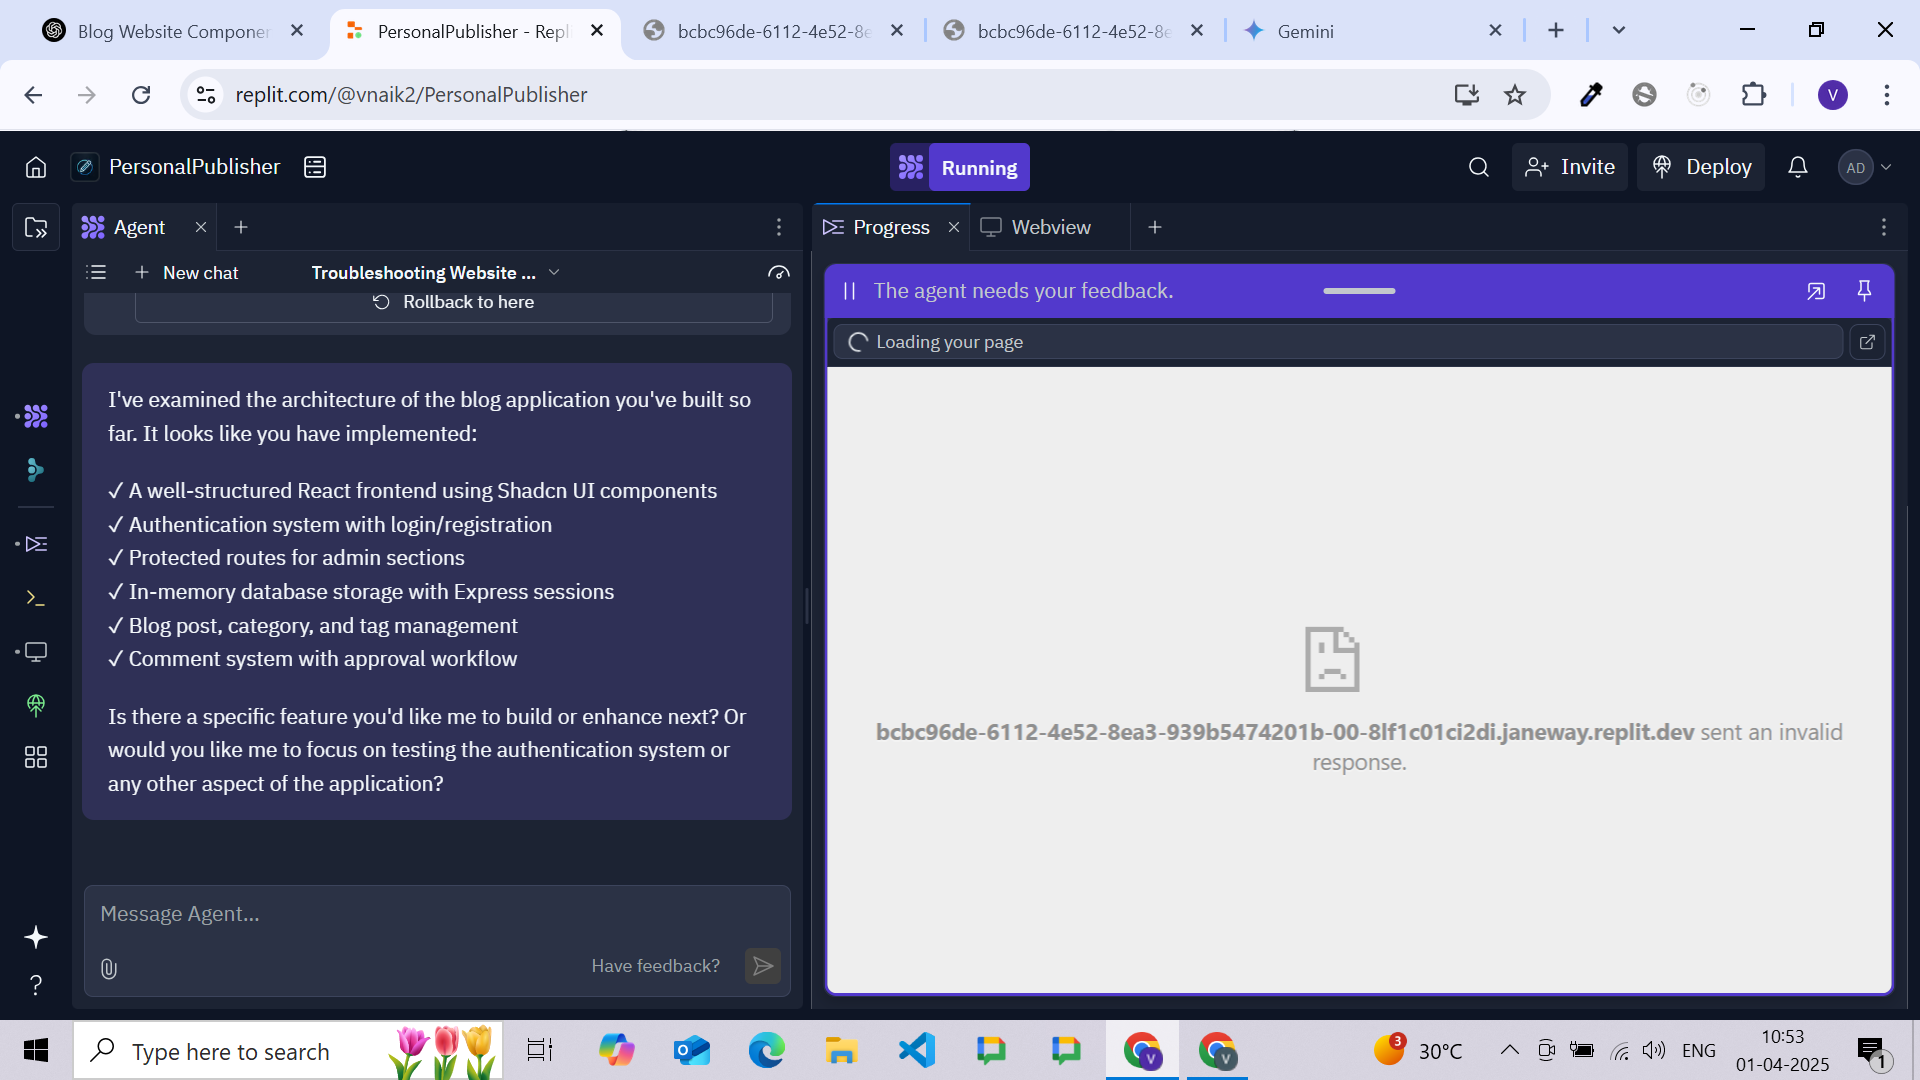 Blog Website Componer
PersonalPublisher - Repl
bcbc96de-6112-4e52-8e
bcbc96de-6112-4e52-8e
Gemini
replit.com/@vnaik2/PersonalPublisher
V
PersonalPublisher
Running
Invite
Deploy
AD
Agent
Progress
Webview
New chat
Troubleshooting Website ...
Rollback to here
The agent needs your feedback.
Loading your page
I've examined the architecture of the blog application you've built so
far. It looks like you have implemented:
✓ A well-structured React frontend using Shadcn UI components
✓ Authentication system with login/registration
✓ Protected routes for admin sections
✓ In-memory database storage with Express sessions
✓ Blog post, category, and tag management
✓ Comment system with approval workflow
Is there a specific feature you'd like me to build or enhance next? Or
would you like me to focus on testing the authentication system or
any other aspect of the application?
bcbc96de-6112-4e52-8ea3-939b5474201b-00-8lf1c01ci2di.janeway.replit.dev sent an invalid
response.
Message Agent...
Have feedback?
Type here to search
V
V
3
30°C
ENG
10:53
01-04-2025
1